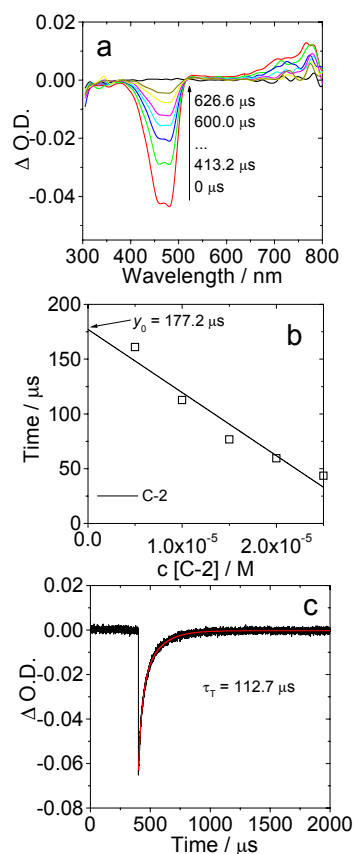 a
0.02
0.00
-0.02
-0.04
Δ O.D.
626.6 μs
600.0 μs
...
413.2 μs
0 μs
300 400 500 600 700 800
Wavelength / nm
200
150
100
50
0
Time / μs
y0 = 177.2 μs
b
C-2
0.0 1.0x10-5 2.0x10-5
c [C-2] / M
0.02
0.00
-0.02
-0.04
-0.06
-0.08
Δ O.D.
c
τT = 112.7 μs
0 500 1000 1500 2000
Time / μs